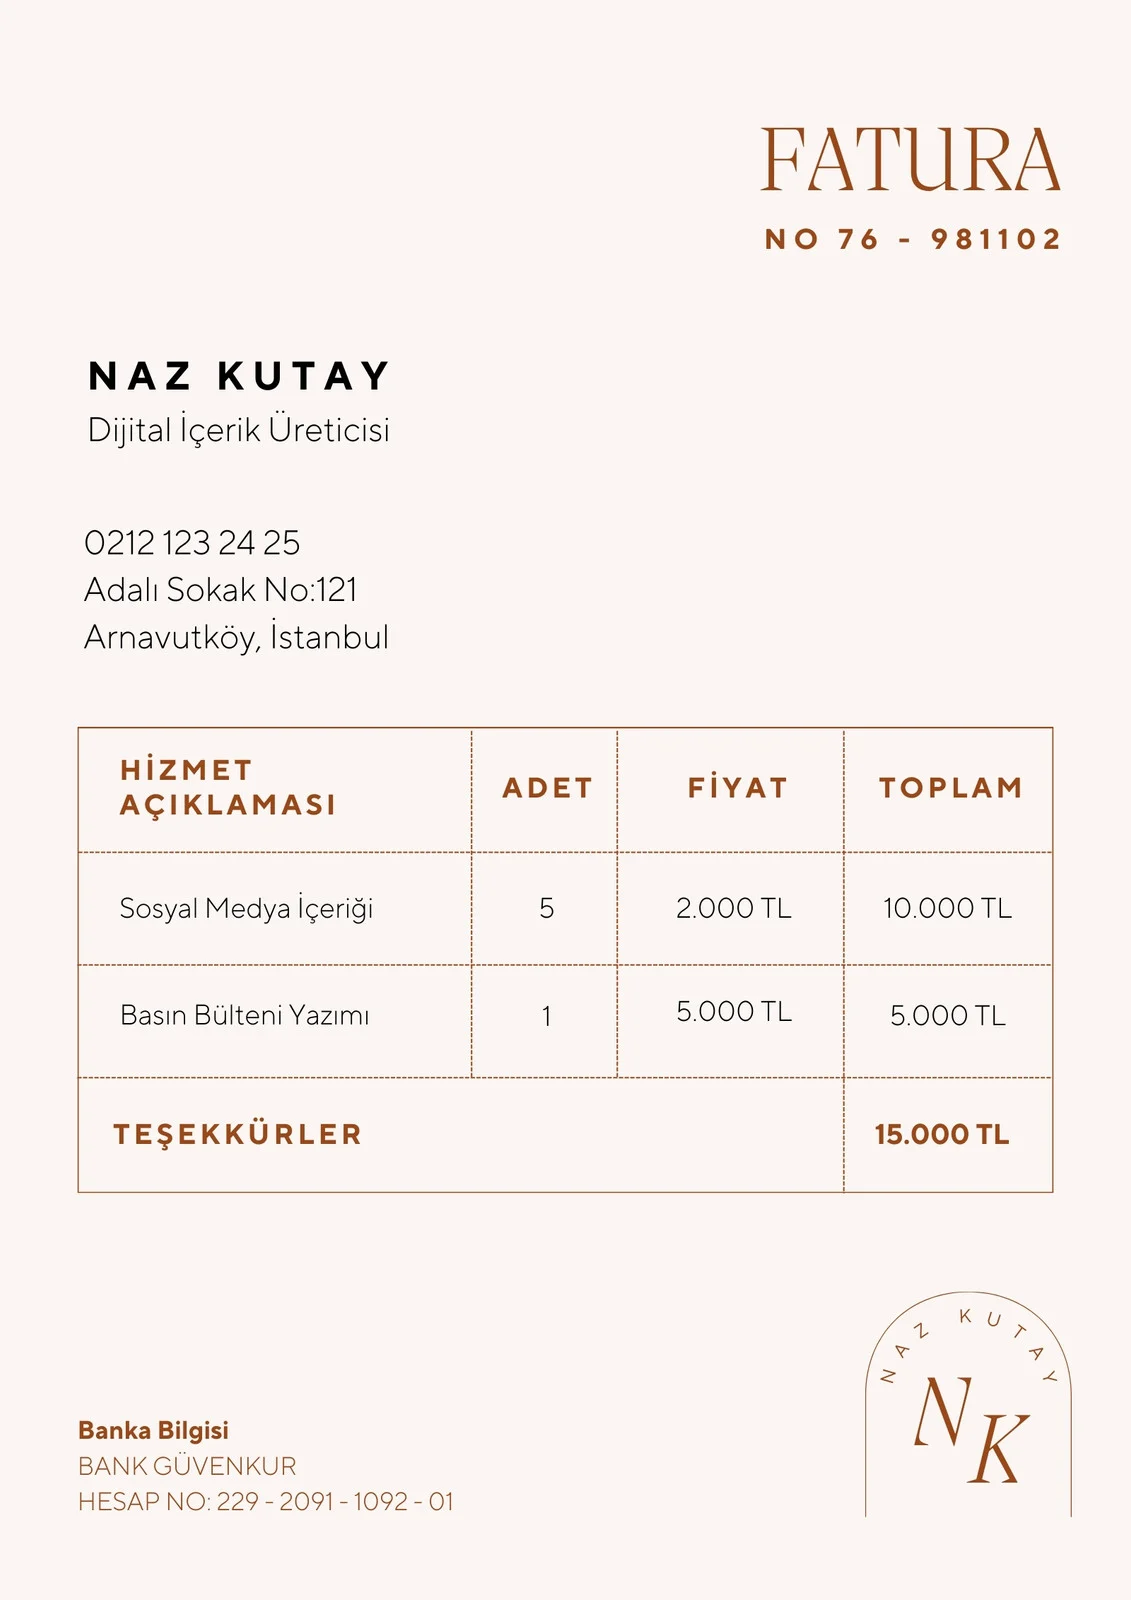 FATURA
NO 76 - 981102
NAZ KUTAY
Dijital İçerik Üreticisi
0212 123 24 25
Adalı Sokak No:121
Arnavutköy, İstanbul
HİZMET
AÇIKLAMASI
ADET
FİYAT
TOPLAM
Sosyal Medya İçeriği
5
2.000 TL
10.000 TL
Basın Bülteni Yazımı
1
5.000 TL
5.000 TL
TEŞEKKÜRLER
15.000 TL
NAZ KUTAY
NK
Banka Bilgisi
BANK GÜVENKUR
HESAP NO: 229 - 2091 - 1092 - 01